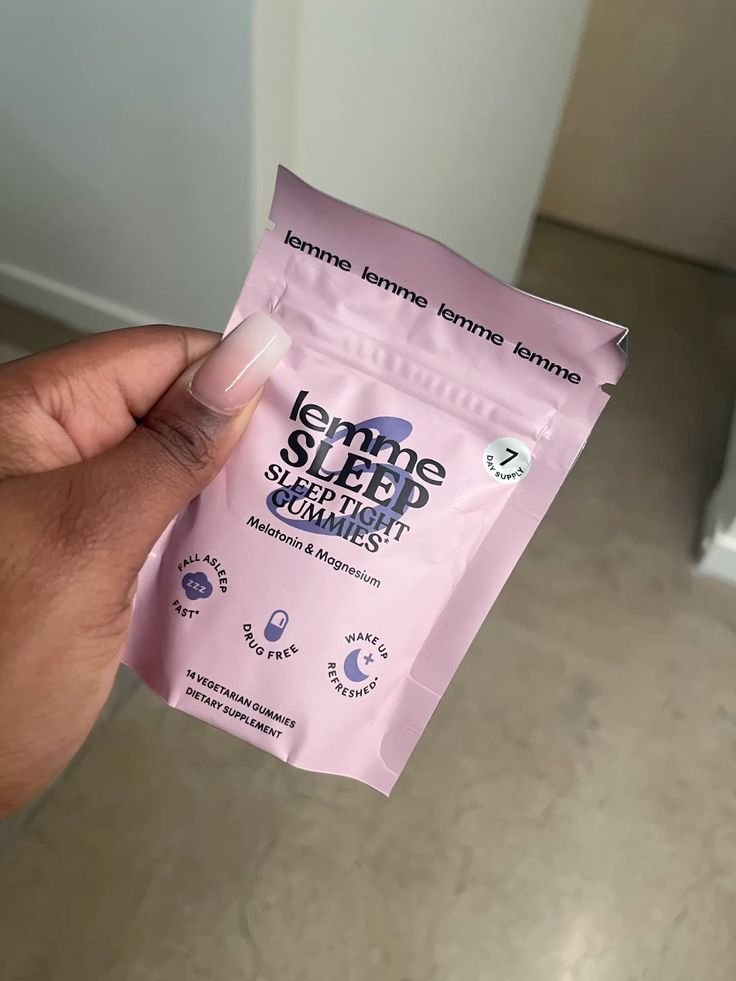 lemme lemme lemme lemme
lemme
SLEEP
SLEEP TIGHT
GUMMIES*
Melatonin & Magnesium
7
DAY SUPPLY
FALL ASLEEP
zzz
FAST*
DRUG FREE
WAKE UP
REFRESHED*
14 VEGETARIAN GUMMIES
DIETARY SUPPLEMENT